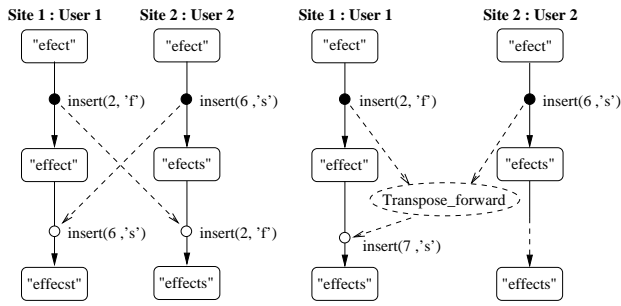 Site 1 : User 1 Site 2 : User 2 Site 1 : User 1 Site 2 : User 2
"efect" "efect" "efect" "efect"
insert(2, 'f') insert(6 ,'s') insert(2, 'f') insert(6 ,'s')
"effect" "efects" "effect" "efects"
Transpose_forward
insert(6 ,'s') insert(2, 'f')
insert(7 ,'s')
"effecst" "effects" "effects" "effects"